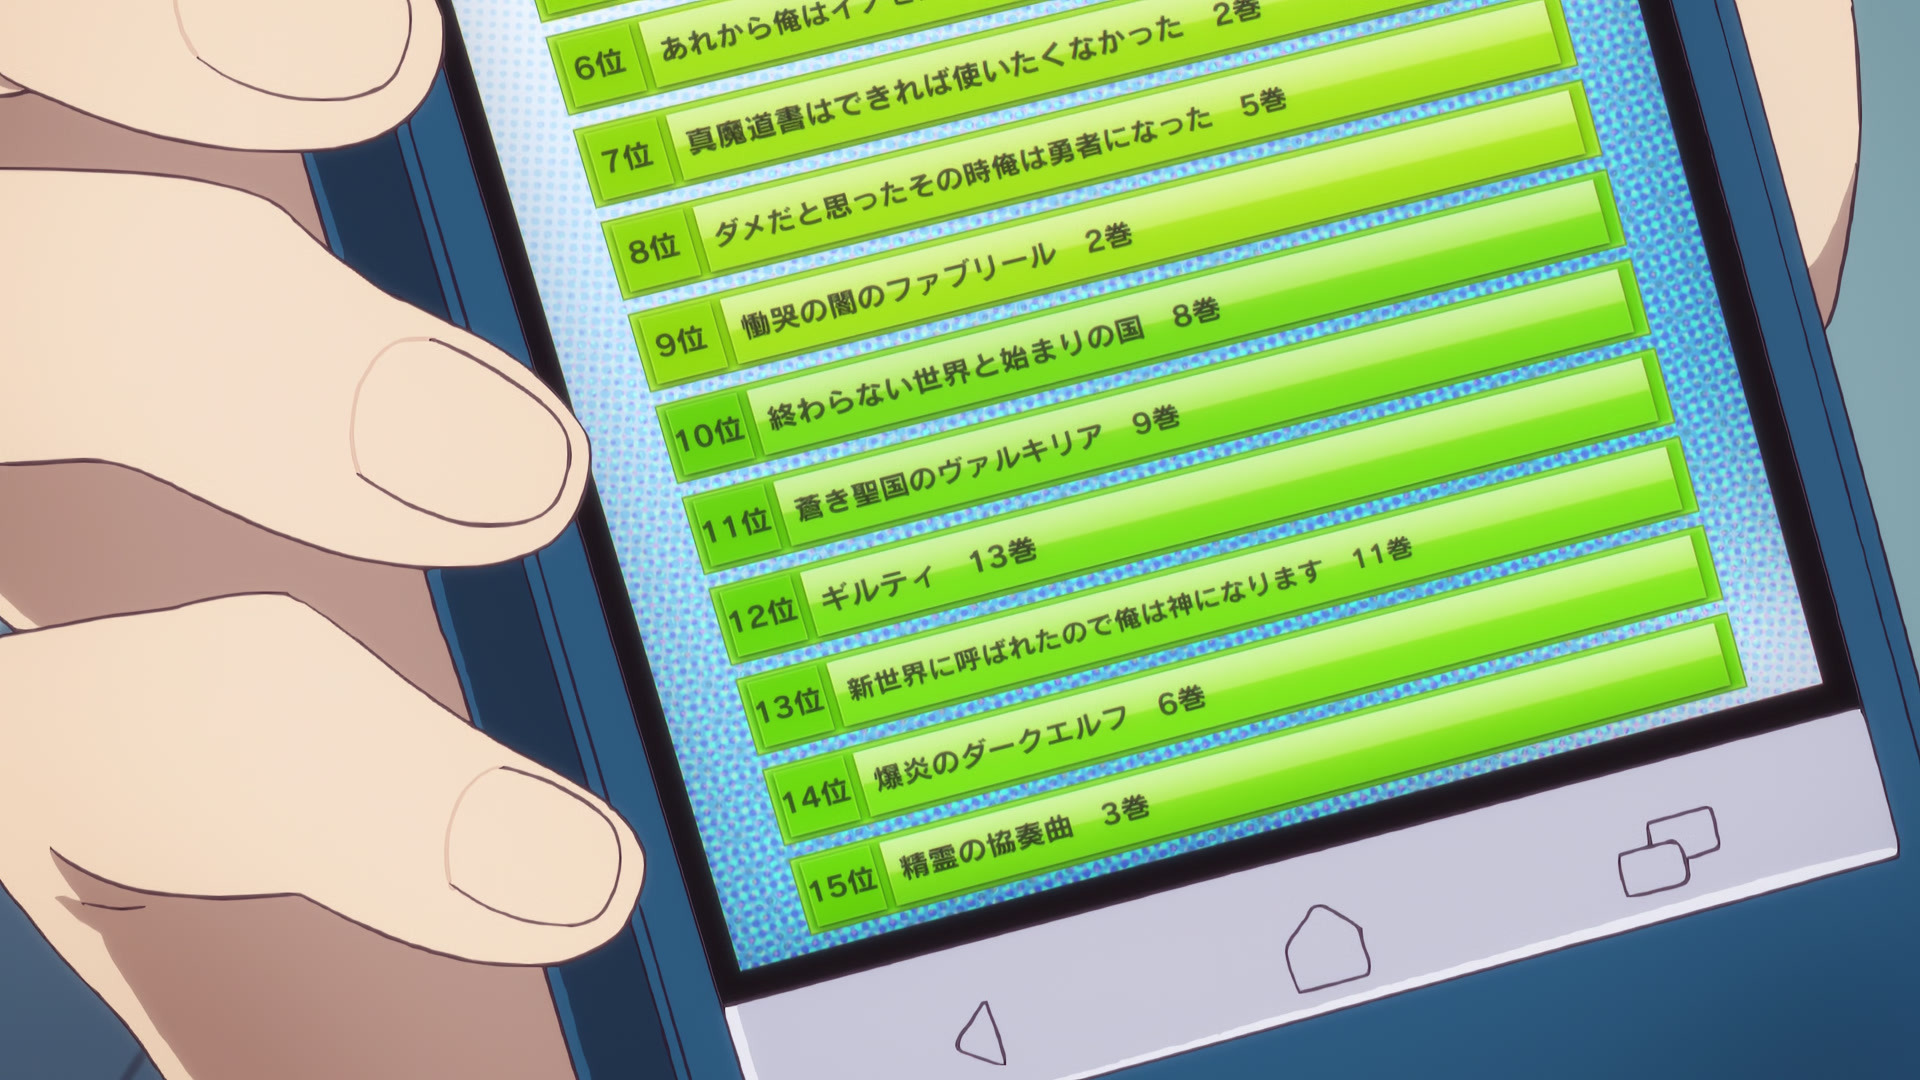 6位 あれから俺はイノセ
7位 真魔道書はできれば使いたくなかった 2巻
8位 ダメだと思ったその時俺は勇者になった 5巻
9位 慟哭の闇のファブリール 2巻
10位 終わらない世界と始まりの国 8巻
11位 蒼き聖国のヴァルキリア 9巻
12位 ギルティ 13巻
13位 新世界に呼ばれたので俺は神になります 11巻
14位 爆炎のダークエルフ 6巻
15位 精霊の協奏曲 3巻